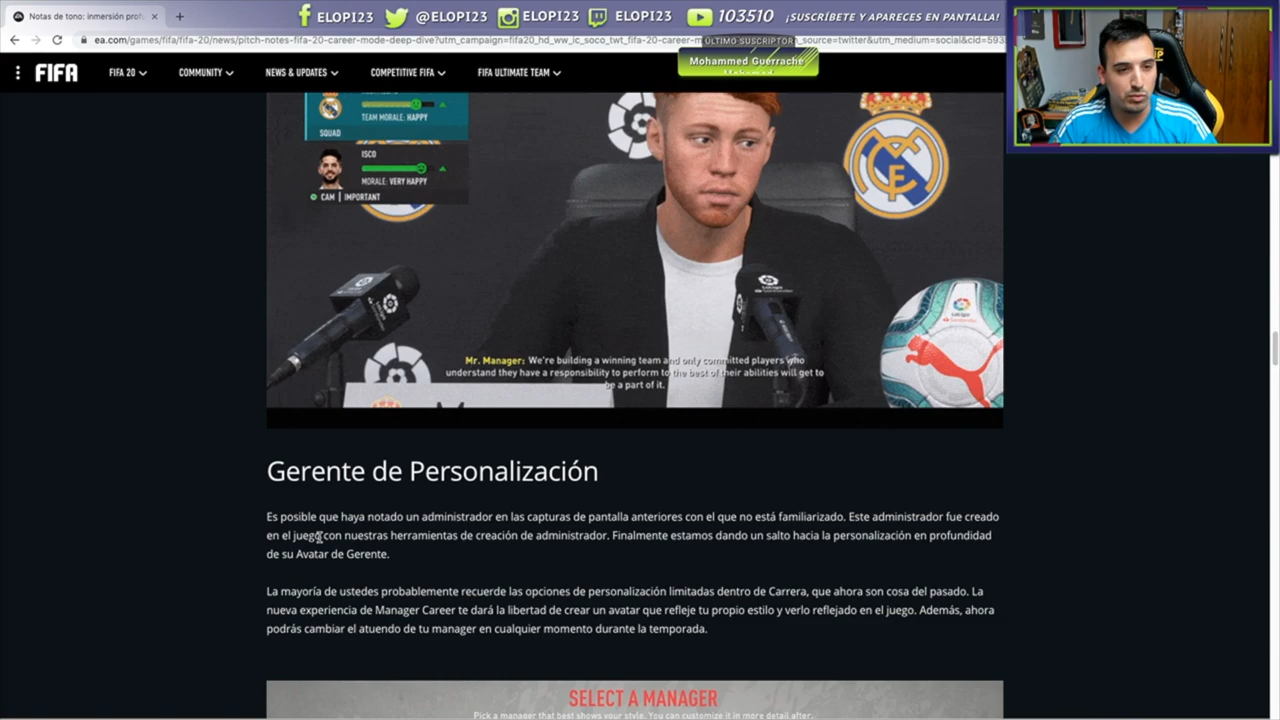 Notas de tono: inmersión prof
ELOPI23
@ELOPI23
ELOPI23
ELOPI23
103510
¡SUSCRÍBETE Y APARECES EN PANTALLA!
ea.com/games/fifa/fifa-20/news/pitch-notes-fifa-20-career-mode-deep-dive?utm_campaign=fifa20_hd_ww_ic_soco_twt_fifa-20-career-m
_source=twitter&utm_medium=social&cid=593
ÚLTIMO SUSCRIPTOR
Mohammed Guerrache
Mohamed
FIFA
FIFA 20
COMMUNITY
NEWS & UPDATES
COMPETITIVE FIFA
FIFA ULTIMATE TEAM
TEAM MORALE: HAPPY
SQUAD
ISCO
MORALE: VERY HAPPY
CAM | IMPORTANT
Mr. Manager: We're building a winning team and only committed players who
understand they have a responsibility to perform to the best of their abilities will get to
be a part of it.
Gerente de Personalización
Es posible que haya notado un administrador en las capturas de pantalla anteriores con el que no está familiarizado. Este administrador fue creado
en el juego con nuestras herramientas de creación de administrador. Finalmente estamos dando un salto hacia la personalización en profundidad
de su Avatar de Gerente.
La mayoría de ustedes probablemente recuerde las opciones de personalización limitadas dentro de Carrera, que ahora son cosa del pasado. La
nueva experiencia de Manager Career te dará la libertad de crear un avatar que refleje tu propio estilo y verlo reflejado en el juego. Además, ahora
podrás cambiar el atuendo de tu manager en cualquier momento durante la temporada.
SELECT A MANAGER
Pick a manager that best shows your style. You can customize it in more detail after.